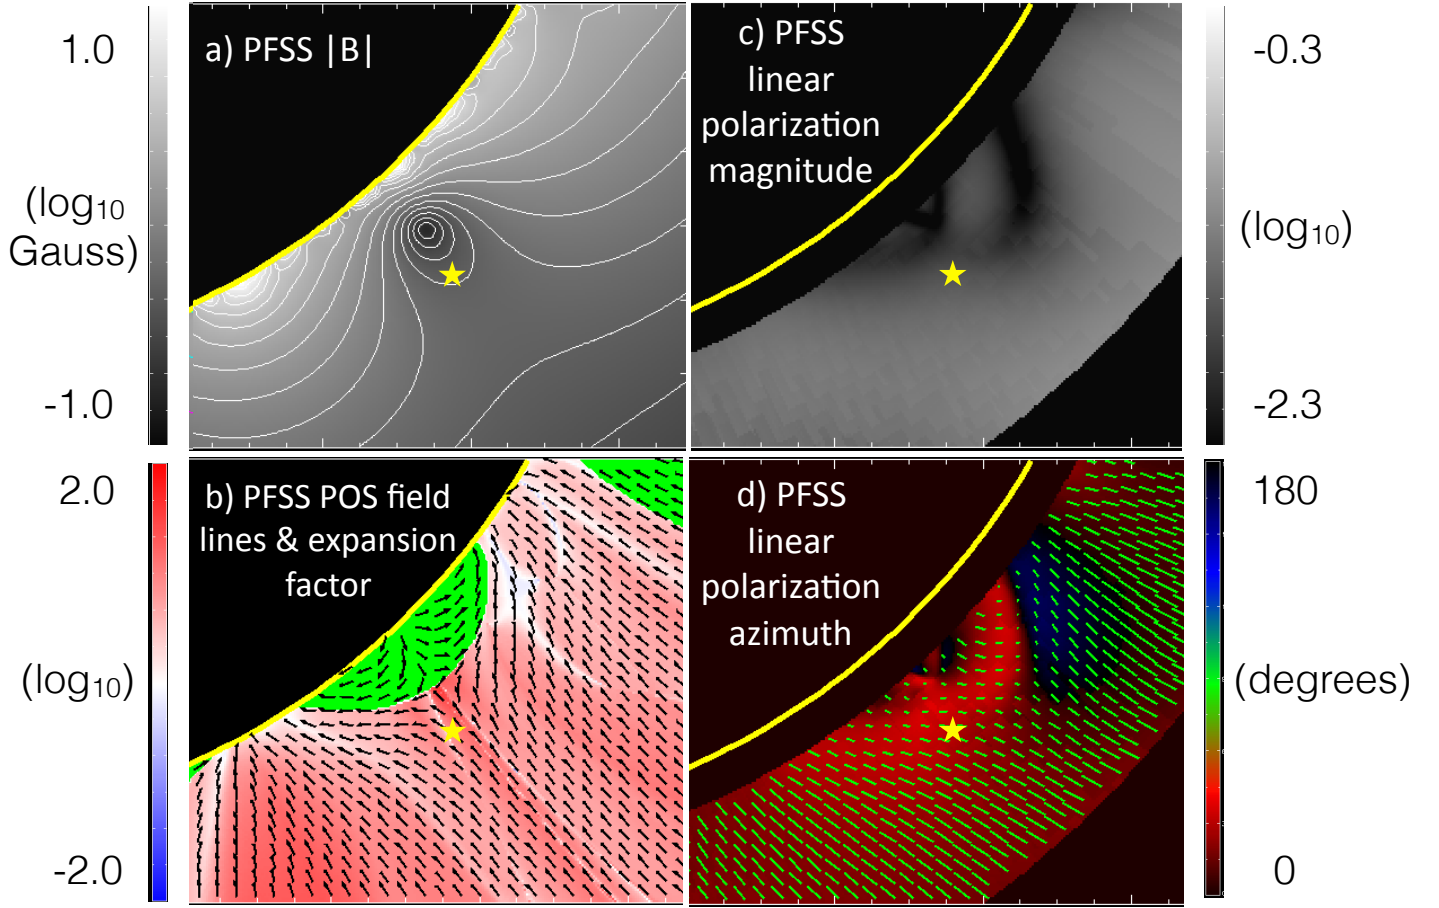 1.0
(log10
Gauss)
-1.0
a) PFSS |B|
c) PFSS
linear
polarization
magnitude
-0.3
(log10)
-2.3
2.0
(log10)
-2.0
b) PFSS POS field
lines & expansion
factor
d) PFSS
linear
polarization
azimuth
180
(degrees)
0